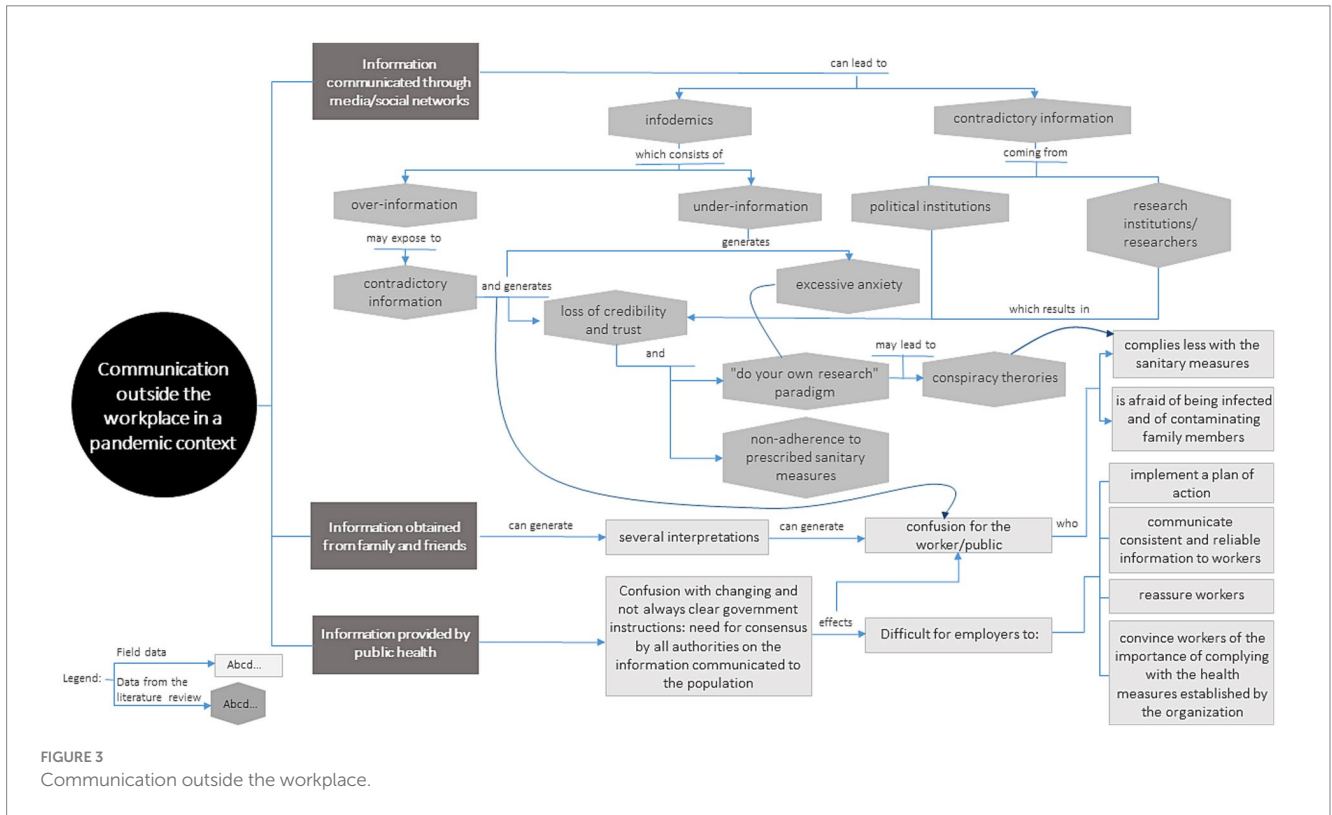 Information
communicated through
media/social networks
can lead to
infodemics
contradictory information
which consists of
coming from
over-information
under-information
political institutions
research
institutions/
researchers
may expose to
generates
contradictory
information
and generates
excessive anxiety
loss of credibility
and trust
which results in
and
may lead to
"do your own research"
paradigm
conspiracy therories
complies less with the
sanitary measures
is afraid of being infected
and of contaminating
family members
non-adherence to
prescribed sanitary
measures
Communication
outside the
workplace in a
pandemic context
Information obtained
from family and friends
can generate
several interpretations
can generate
confusion for the
worker/public
who
implement a plan of
action
communicate
consistent and reliable
information to workers
reassure workers
convince workers of the
importance of complying
with the health
measures established by
the organization
Information provided by
public health
Confusion with changing and
not always clear government
instructions: need for consensus
by all authorities on the
information communicated to
the population
effects
Difficult for employers to:
Legend:
Field data
Abcd...
Data from the
literature review
Abcd...
FIGURE 3
Communication outside the workplace.